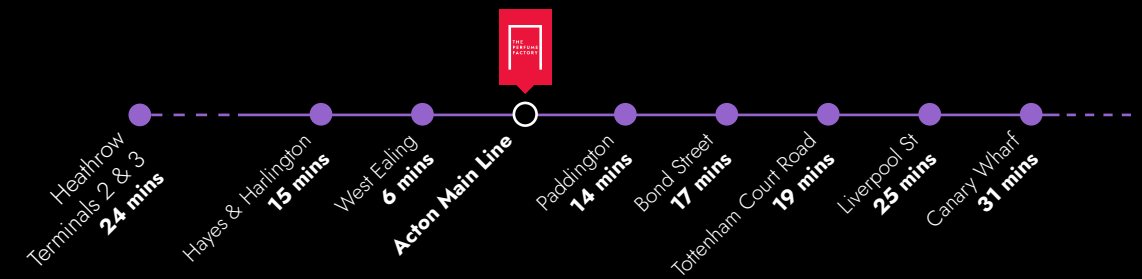 THE
PERFUME
FACTORY
Heathrow
Terminals 2 & 3
24 mins
Hayes & Harlington
15 mins
West Ealing
6 mins
Acton Main Line
Paddington
14 mins
Bond Street
17 mins
Tottenham Court Road
19 mins
Liverpool St
25 mins
Canary Wharf
31 mins